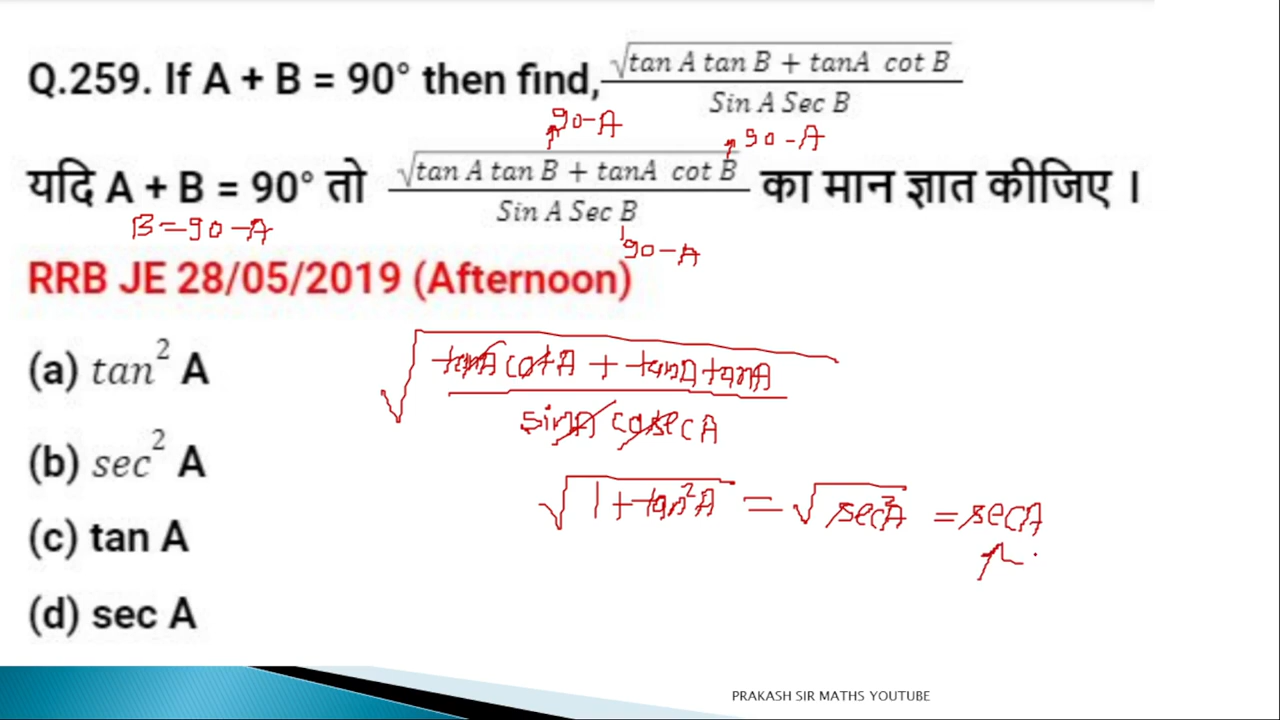 Q.259. If A + B = 90° then find, √(tan A tan B + tanA cot B) / Sin A Sec B
90-A
90-A
यदि A + B = 90° तो √(tan A tan B + tanA cot B) / Sin A Sec B का मान ज्ञात कीजिए ।
B=90-A
90-A
RRB JE 28/05/2019 (Afternoon)
√(tanA cotA + tanA tanA / sinA cosecA)
(a) tan² A
(b) sec² A
√(1+tan²A) = √(sec²A) = secA
(c) tan A
(d) sec A
PRAKASH SIR MATHS YOUTUBE